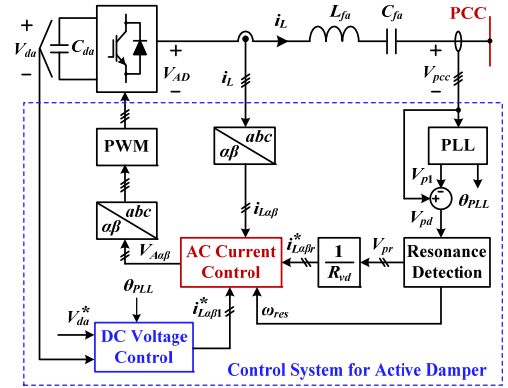 i_L L_fa C_fa PCC
+ V_da − C_da + V_AD − i_L + V_pcc −
PWM abc αβ PLL
V_p1 θ_PLL
abc αβ i_Lαβ + − V_pd
V_Aαβ AC Current Control i*_Lαβr 1 R_vd V_pr Resonance Detection
θ_PLL i*_Lαβ1 ω_res
V*_da DC Voltage Control
Control System for Active Damper